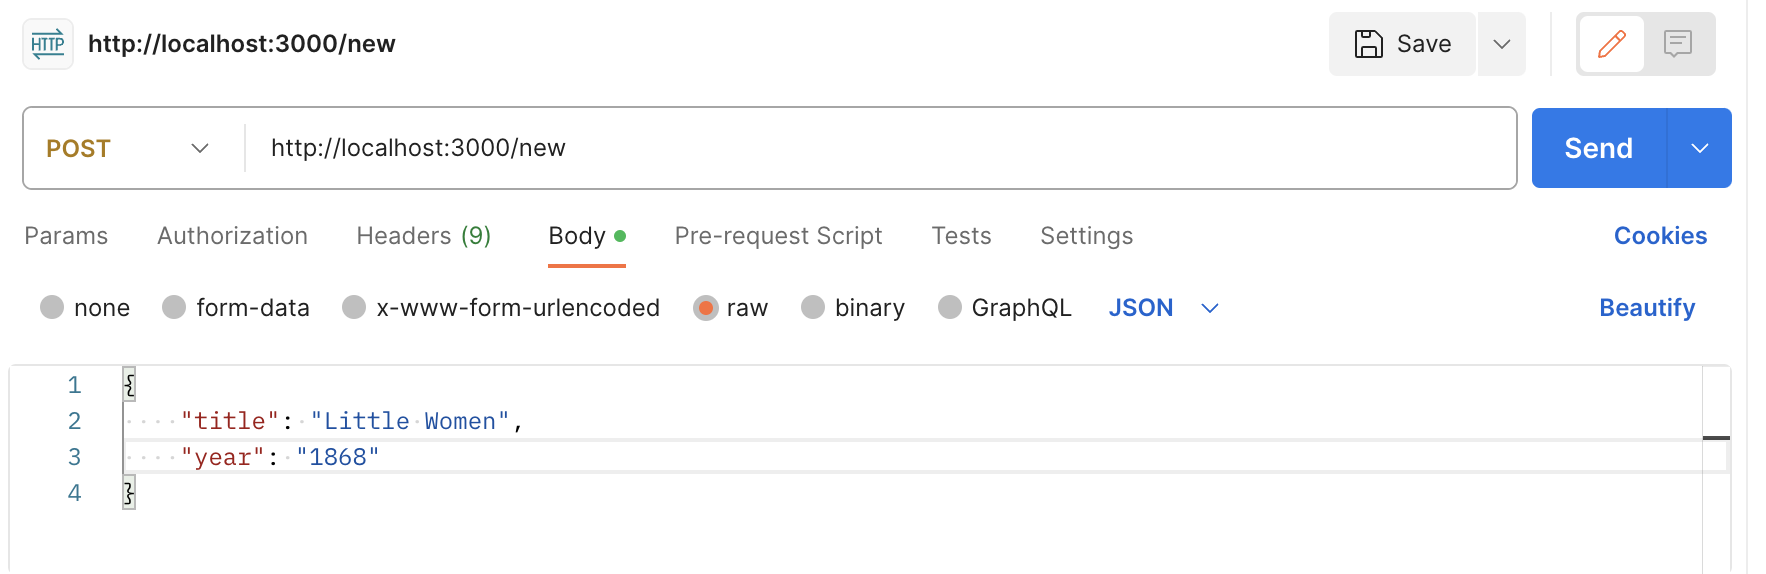 HTTP http://localhost:3000/new Save
POST http://localhost:3000/new Send
Params Authorization Headers (9) Body Pre-request Script Tests Settings Cookies
none form-data x-www-form-urlencoded raw binary GraphQL JSON Beautify
1 {
2 "title": "Little Women",
3 "year": "1868"
4 }